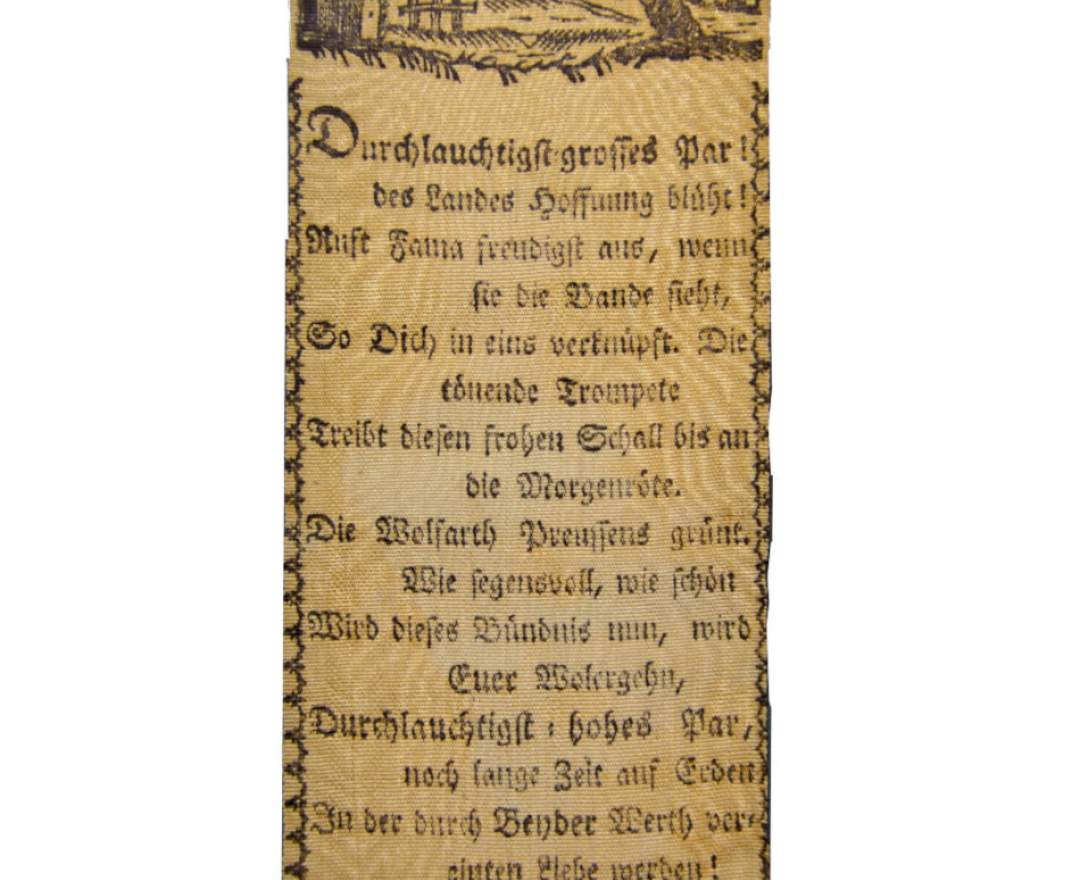 Durchlauchtigst-grosses Par!
des Landes Hoffnung blüht!
Ruft Fama freudigst aus, wenn
sie die Bande sieht,
So Dich in eins verknüpft. Die
tönende Trompete
Treibt diesen frohen Schall bis an
die Morgenröte.
Die Wolfarth Preussens grünt.
Wie segensvoll, wie schön
Wird dieses Bündnis nun, wird
Euer Wolergehn,
Durchlauchtigst-hohes Par,
noch lange Zeit auf Erden
In der durch Beyder Werth ver-
einten Liebe werden!